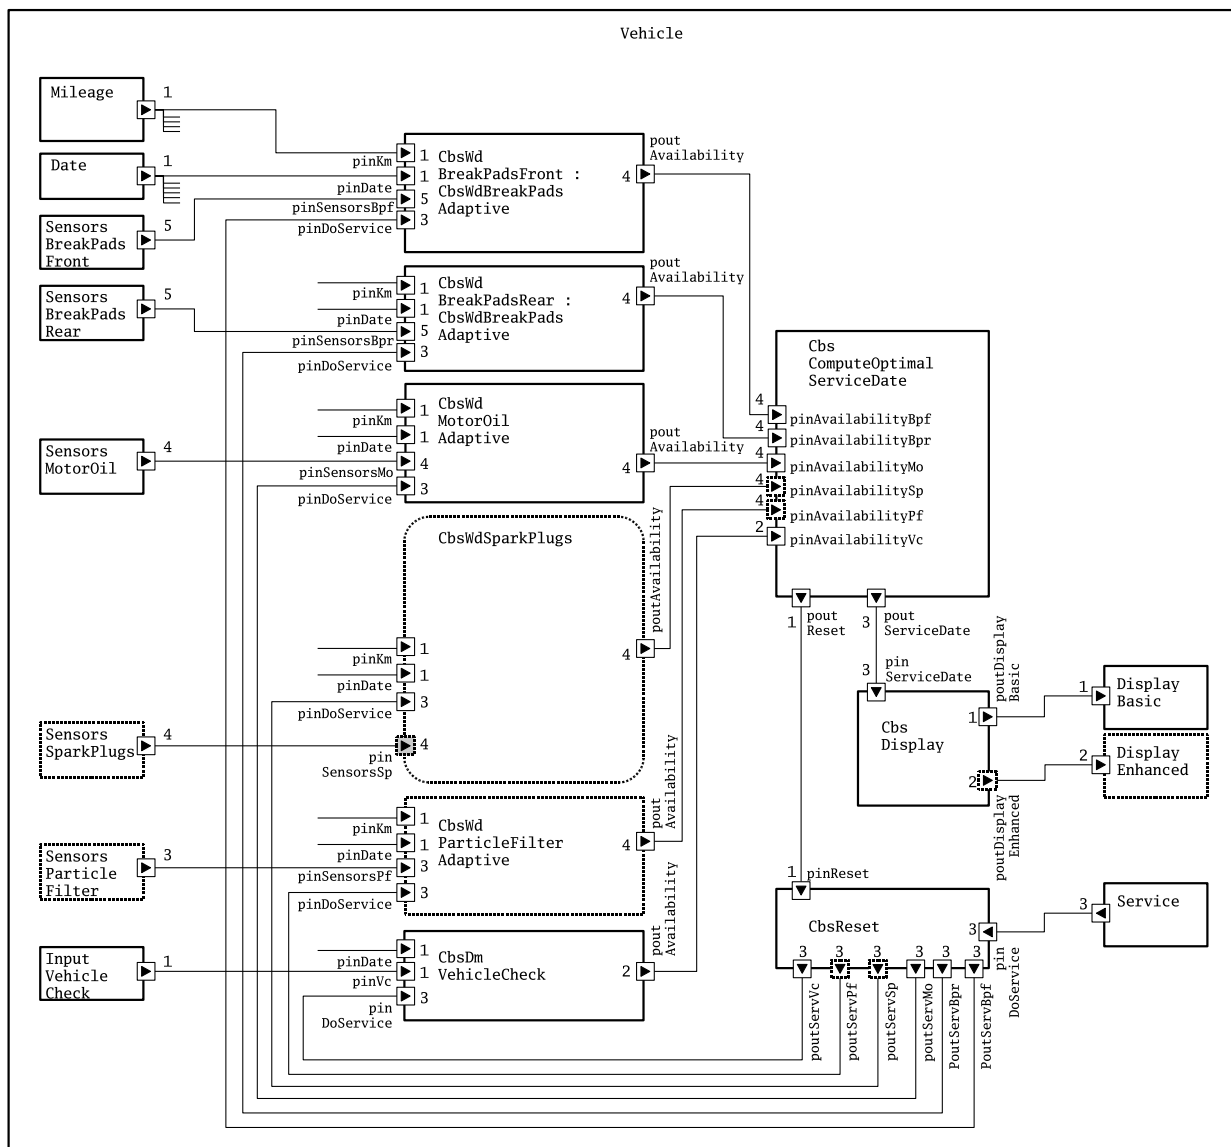 Vehicle
Mileage
1
Date
1
Sensors
BreakPads
Front
5
Sensors
BreakPads
Rear
5
Sensors
MotorOil
4
Sensors
SparkPlugs
4
Sensors
Particle
Filter
3
Input
Vehicle
Check
1
pinKm
pinDate
pinSensorsBpf
pinDoService
1
1
5
3
CbsWd
BreakPadsFront :
CbsWdBreakPads
Adaptive
4
pout
Availability
pinKm
pinDate
pinSensorsBpr
pinDoService
1
1
5
3
CbsWd
BreakPadsRear :
CbsWdBreakPads
Adaptive
4
pout
Availability
pinKm
pinDate
pinSensorsMo
pinDoService
1
1
4
3
CbsWd
MotorOil
Adaptive
4
pout
Availability
CbsWdSparkPlugs
pinKm
pinDate
pinDoService
pin
SensorsSp
1
1
3
4
4
poutAvailability
pinKm
pinDate
pinSensorsPf
pinDoService
1
1
3
3
CbsWd
ParticleFilter
Adaptive
4
pout
Availability
pinDate
pinVc
pin
DoService
1
1
3
CbsDm
VehicleCheck
2
pout
Availability
Cbs
ComputeOptimal
ServiceDate
4
pinAvailabilityBpf
4
pinAvailabilityBpr
4
pinAvailabilityMo
4
pinAvailabilitySp
4
pinAvailabilityPf
2
pinAvailabilityVc
1
pout
Reset
3
pout
ServiceDate
3
pin
ServiceDate
Cbs
Display
1
poutDisplay
Basic
2
poutDisplay
Enhanced
1
Display
Basic
2
Display
Enhanced
1
pinReset
CbsReset
3
pin
DoService
3
Service
3
3
3
3
3
3
poutServVc
poutServPf
poutServSp
poutServMo
PoutServBpr
PoutServBpf